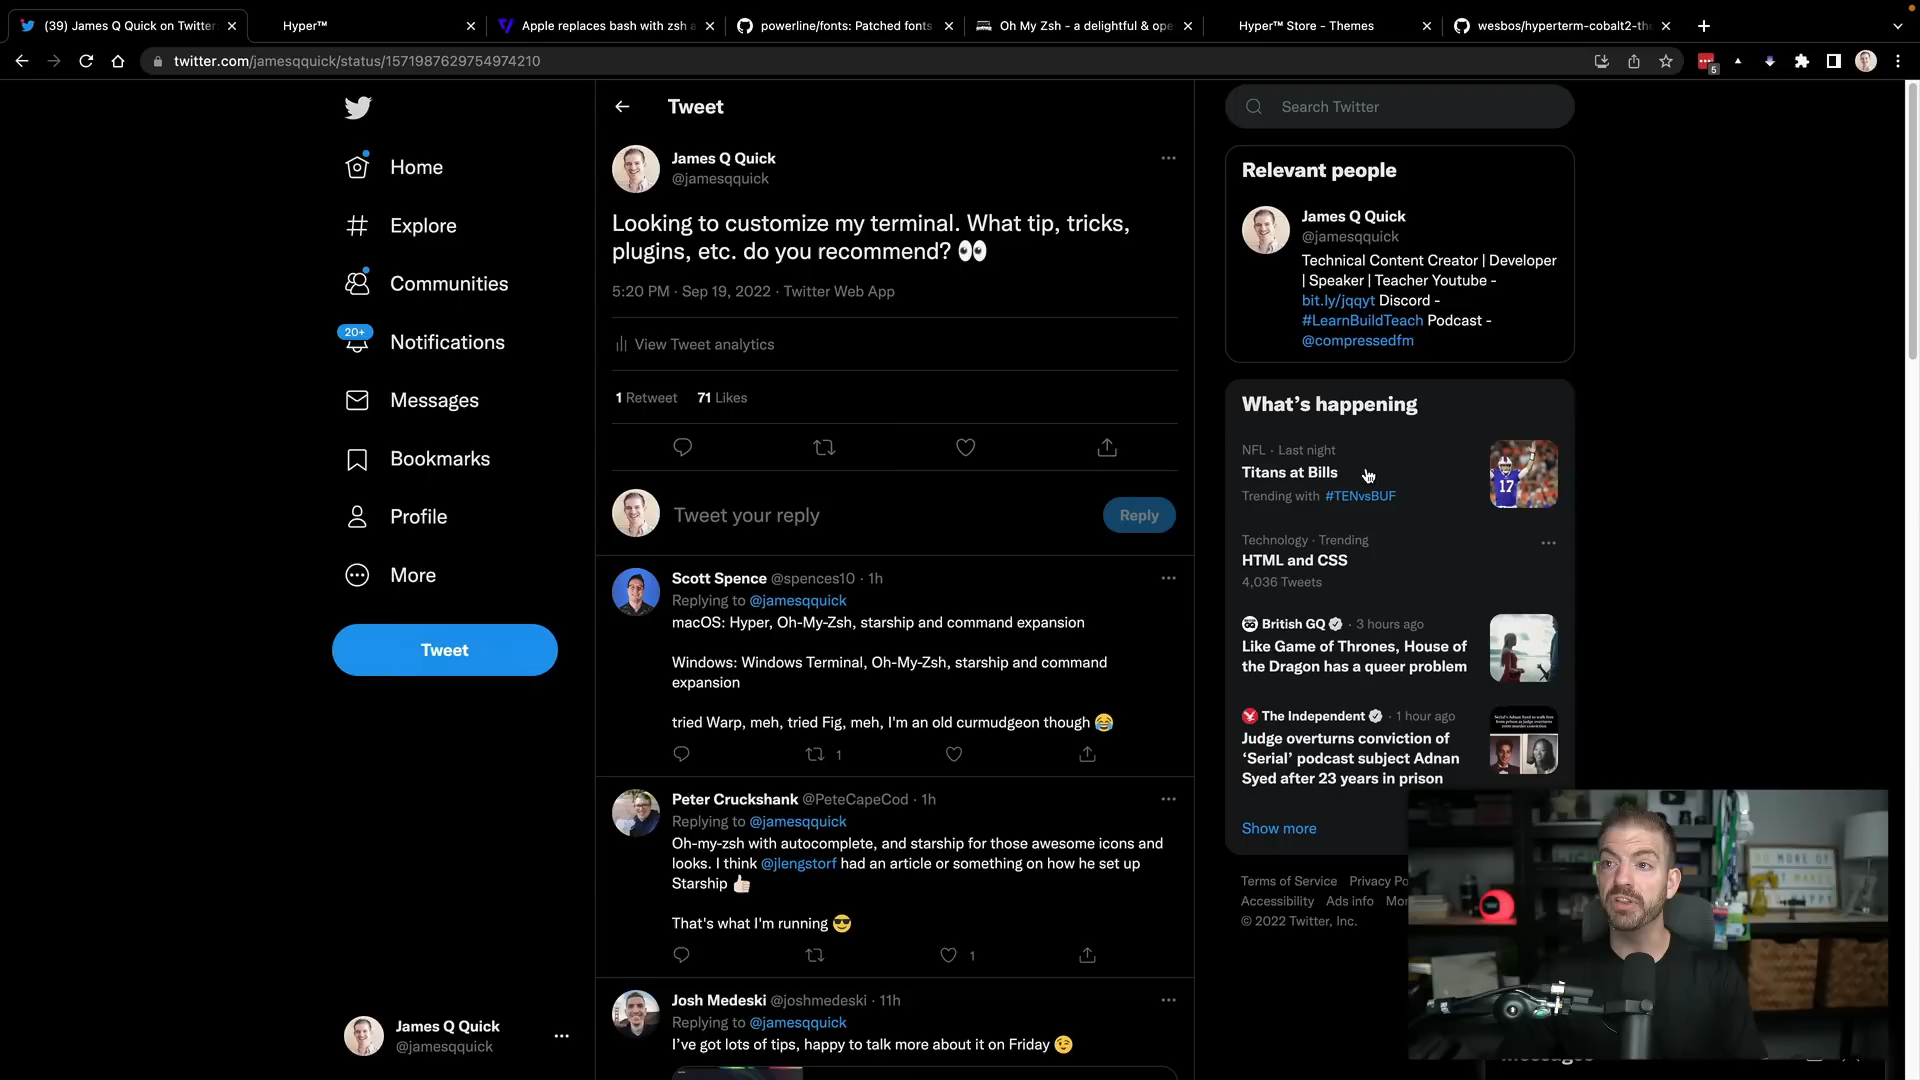 (39) James Q Quick on Twitter
Hyper™
Apple replaces bash with zsh a
powerline/fonts: Patched fonts
Oh My Zsh - a delightful & ope
Hyper™ Store - Themes
wesbos/hyperterm-cobalt2-th
twitter.com/jamesqquick/status/1571987629754974210
5
Home
Explore
Communities
20+
Notifications
Messages
Bookmarks
Profile
More
Tweet
James Q Quick
@jamesqquick
Tweet
James Q Quick
@jamesqquick
Looking to customize my terminal. What tip, tricks,
plugins, etc. do you recommend? 👀
5:20 PM · Sep 19, 2022 · Twitter Web App
View Tweet analytics
1 Retweet 71 Likes
Tweet your reply
Reply
Scott Spence @spences10 · 1h
Replying to @jamesqquick
macOS: Hyper, Oh-My-Zsh, starship and command expansion
Windows: Windows Terminal, Oh-My-Zsh, starship and command
expansion
tried Warp, meh, tried Fig, meh, I'm an old curmudgeon though 😂
1
Peter Cruckshank @PeteCapeCod · 1h
Replying to @jamesqquick
Oh-my-zsh with autocomplete, and starship for those awesome icons and
looks. I think @jlengstorf had an article or something on how he set up
Starship 👍🏻
That's what I'm running 😎
1
Josh Medeski @joshmedeski · 11h
Replying to @jamesqquick
I've got lots of tips, happy to talk more about it on Friday 😉
Search Twitter
Relevant people
James Q Quick
@jamesqquick
Technical Content Creator | Developer
| Speaker | Teacher Youtube -
bit.ly/jqqyt Discord -
#LearnBuildTeach Podcast -
@compressedfm
What's happening
NFL · Last night
Titans at Bills
Trending with #TENvsBUF
17
Technology · Trending
HTML and CSS
4,036 Tweets
British GQ · 3 hours ago
Like Game of Thrones, House of
the Dragon has a queer problem
The Independent · 1 hour ago
Judge overturns conviction of
'Serial' podcast subject Adnan
Syed after 23 years in prison
Show more
Terms of Service Privacy Po
Accessibility Ads info Mor
© 2022 Twitter, Inc.
Messages